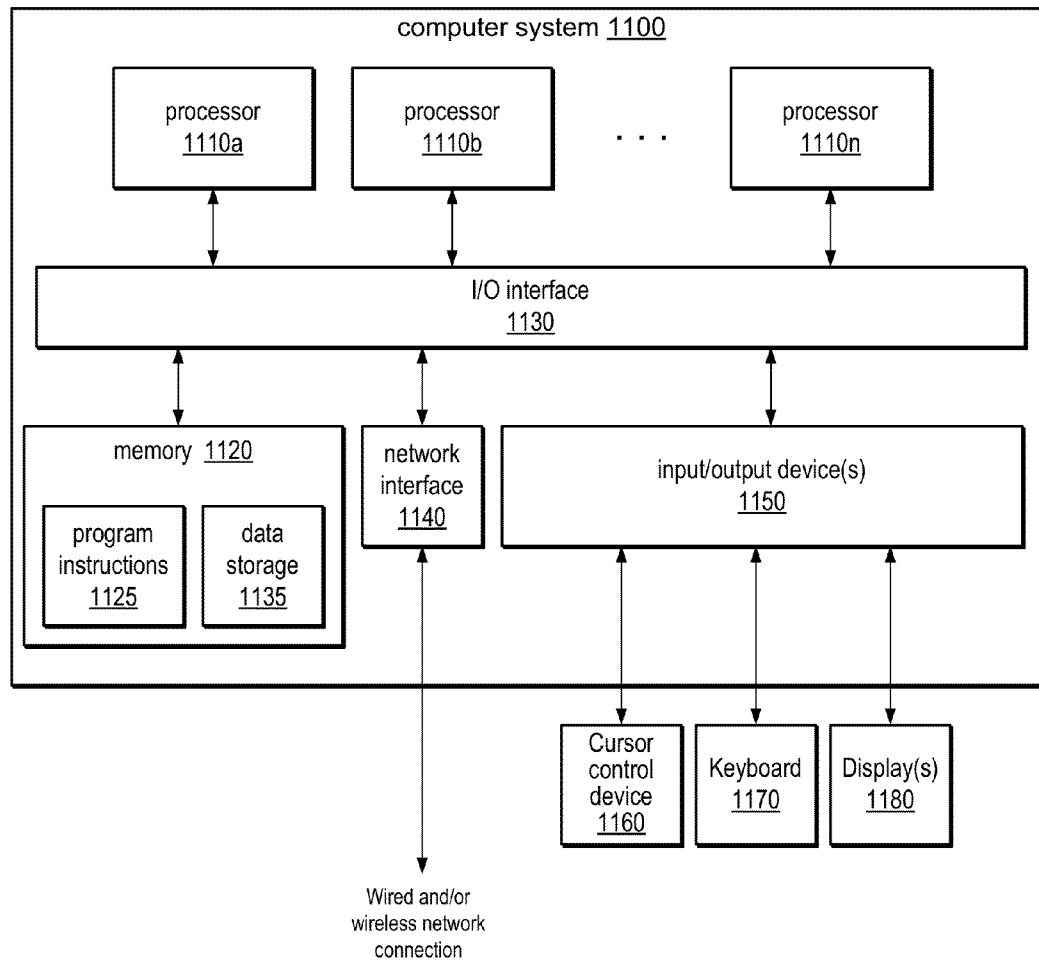 computer system 1100
processor
1110a
processor
1110b
. . .
processor
1110n
I/O interface
1130
memory 1120
program
instructions
1125
data
storage
1135
network
interface
1140
input/output device(s)
1150
Cursor
control
device
1160
Keyboard
1170
Display(s)
1180
Wired and/or
wireless network
connection